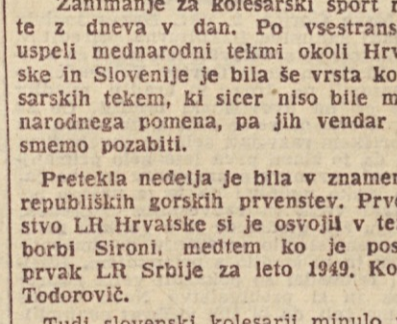 Zanimanje za kolesarski šport
te z dneva v dan. Po vsestrans
uspeli mednarodni tekmi okoli Hrv
ske in Slovenije je bila še vrsta ko
sarskih tekem, ki sicer niso bile m
narodnega pomena, pa jih vendar
smemo pozabiti.
Pretekla nedelja je bila v znamen
republiških gorskih prvenstev. Prve
stvo LR Hrvatske si je osvojil v te
borbi Sironi, medtem ko je pos
prvak LR Srbije za leto 1949. Ko
Todorovič.
Tudi slovenski kolesarji minulo